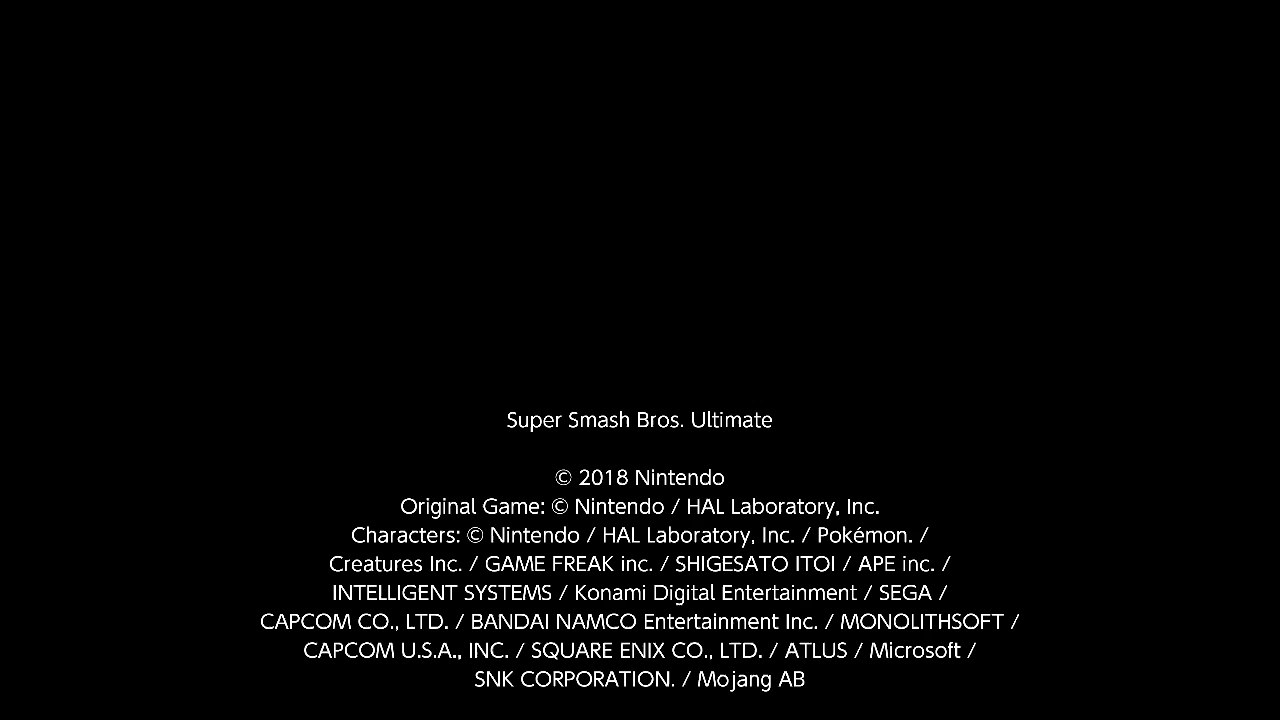 Super Smash Bros. Ultimate
© 2018 Nintendo
Original Game: © Nintendo / HAL Laboratory, Inc.
Characters: © Nintendo / HAL Laboratory, Inc. / Pokémon. /
Creatures Inc. / GAME FREAK inc. / SHIGESATO ITOI / APE inc. /
INTELLIGENT SYSTEMS / Konami Digital Entertainment / SEGA /
CAPCOM CO., LTD. / BANDAI NAMCO Entertainment Inc. / MONOLITHSOFT /
CAPCOM U.S.A., INC. / SQUARE ENIX CO., LTD. / ATLUS / Microsoft /
SNK CORPORATION. / Mojang AB